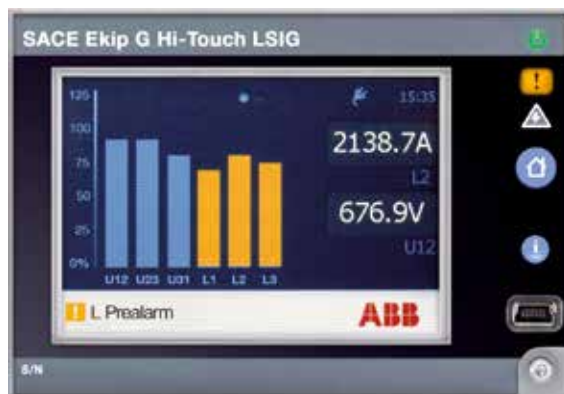 SACE Ekip G Hi-Touch LSIG
125
15:35
100
2138.7A
75
L2
50
676.9V
25
U12
0%
U12 U23 U31 L1 L2 L3
! L Prealarm
ABB
S/N